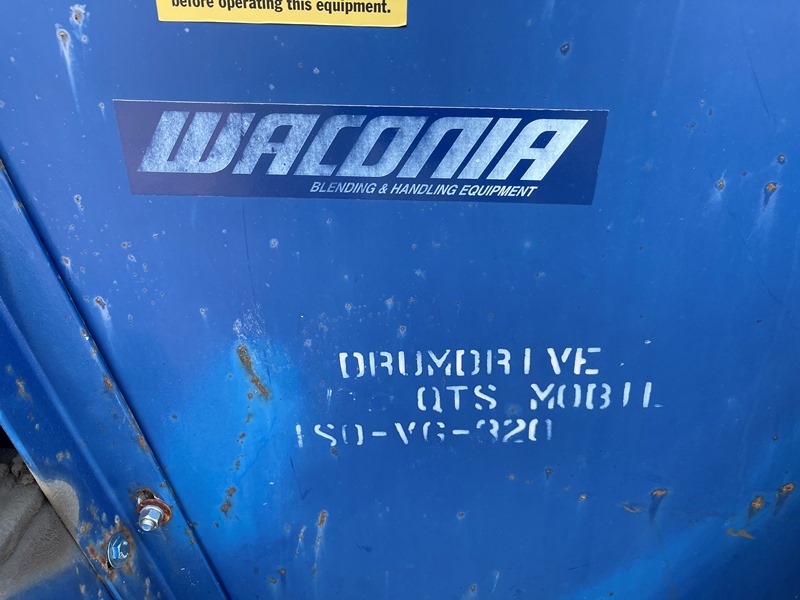 before operating this equipment.
WACONIA
BLENDING & HANDLING EQUIPMENT
DRUMDRIVE
QTS MOBIL
ISO-VG-320